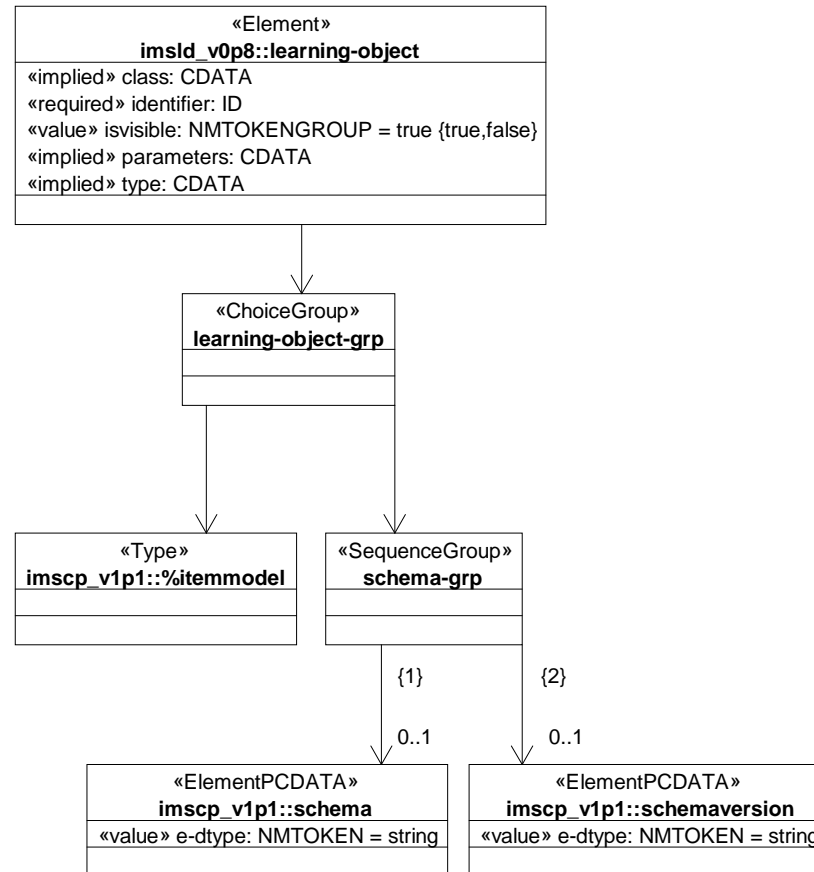 «Element»
imsld_v0p8::learning-object
«implied» class: CDATA
«required» identifier: ID
«value» isvisible: NMTOKENGROUP = true {true,false}
«implied» parameters: CDATA
«implied» type: CDATA
«ChoiceGroup»
learning-object-grp
«Type»
imscp_v1p1::%itemmodel
«SequenceGroup»
schema-grp
{1}
{2}
0..1
0..1
«ElementPCDATA»
imscp_v1p1::schema
«value» e-dtype: NMTOKEN = string
«ElementPCDATA»
imscp_v1p1::schemaversion
«value» e-dtype: NMTOKEN = string